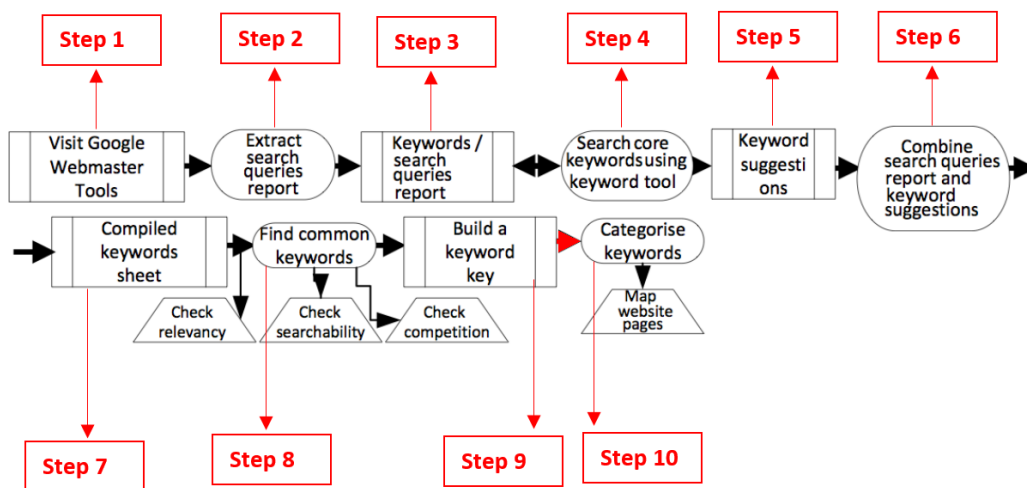 Step 1
Step 2
Step 3
Step 4
Step 5
Step 6
Visit Google
Webmaster
Tools
Extract
search
queries
report
Keywords /
search
queries
report
Search core
keywords using
keyword tool
Keyword
suggesti
ons
Combine
search queries
report and
keyword
suggestions
Compiled
keywords
sheet
Find common
keywords
Build a
keyword
key
Categorise
keywords
Check
relevancy
Check
searchability
Check
competition
Map
website
pages
Step 7
Step 8
Step 9
Step 10